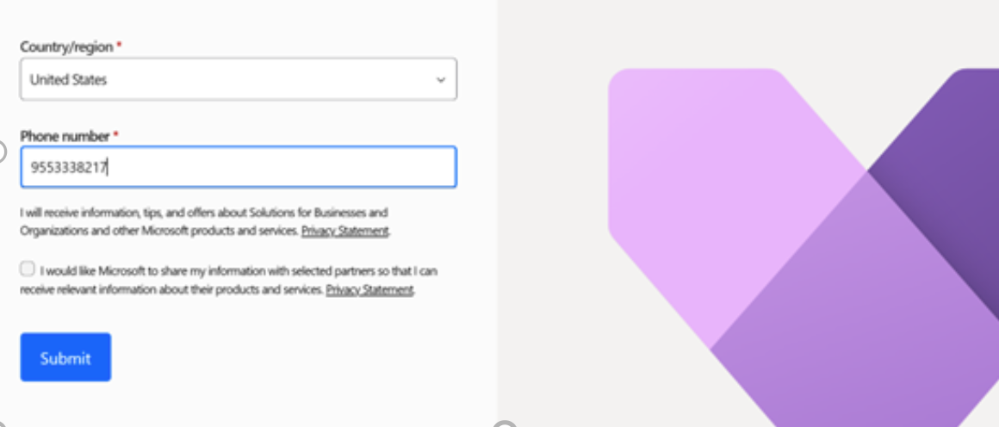 Country/region *
United States
Phone number *
9553338217
I will receive information, tips, and offers about Solutions for Businesses and
Organizations and other Microsoft products and services. Privacy Statement.
I would like Microsoft to share my information with selected partners so that I can
receive relevant information about their products and services. Privacy Statement.
Submit